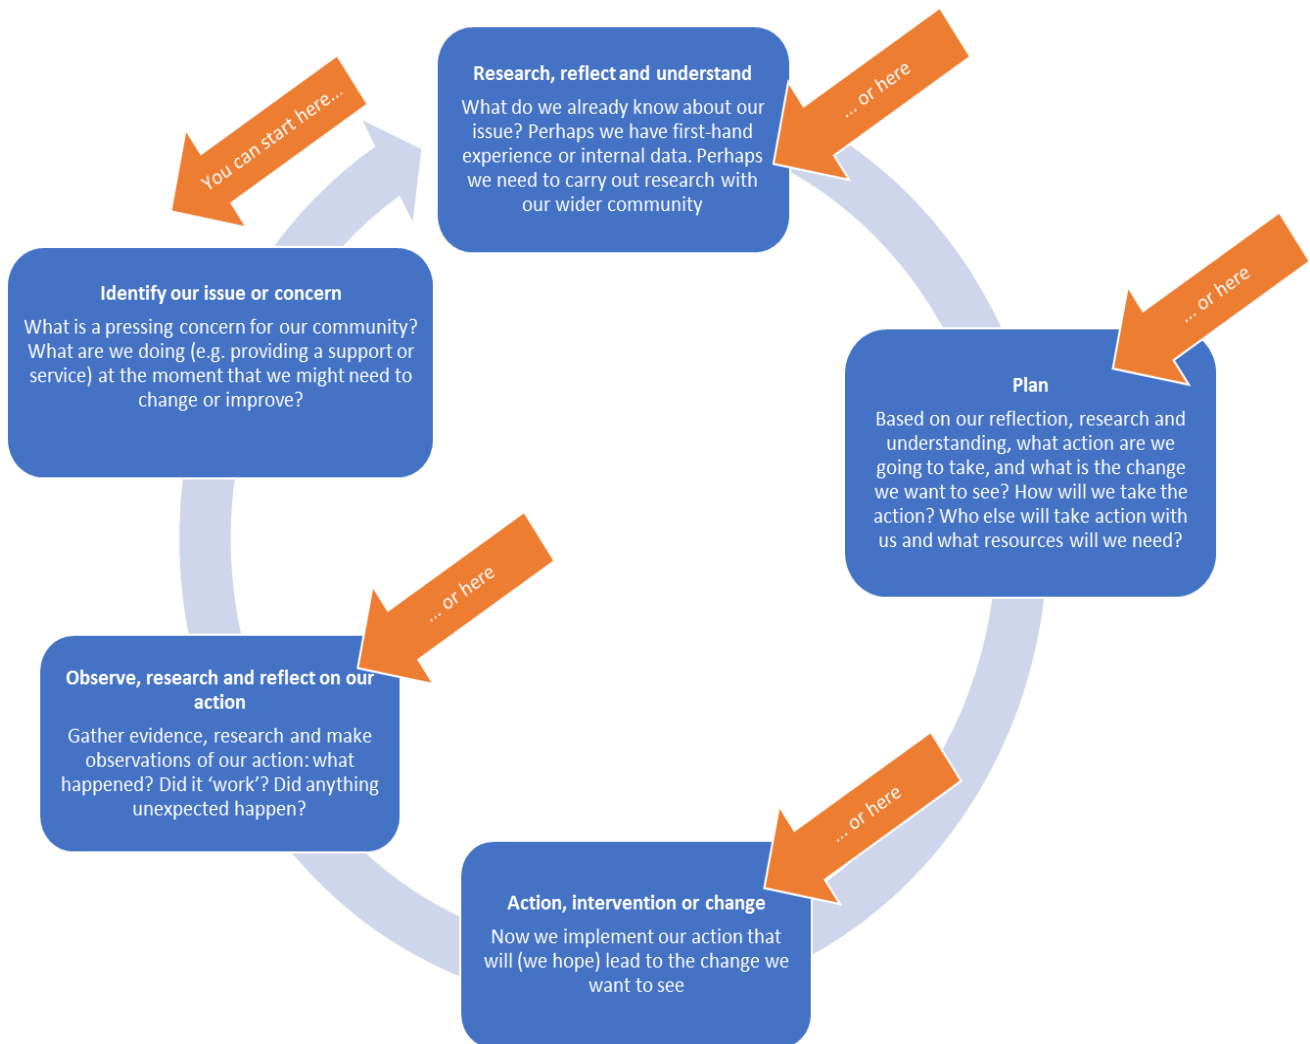 You can start here...
Identify our issue or concern
What is a pressing concern for our community?
What are we doing (e.g. providing a support or
service) at the moment that we might need to
change or improve?
... or here
Research, reflect and understand
What do we already know about our
issue? Perhaps we have first-hand
experience or internal data. Perhaps
we need to carry out research with
our wider community
... or here
Plan
Based on our reflection, research and
understanding, what action are we
going to take, and what is the change
we want to see? How will we take the
action? Who else will take action with
us and what resources will we need?
... or here
Action, intervention or change
Now we implement our action that
will (we hope) lead to the change we
want to see
... or here
Observe, research and reflect on our
action
Gather evidence, research and make
observations of our action: what
happened? Did it ‘work’? Did anything
unexpected happen?